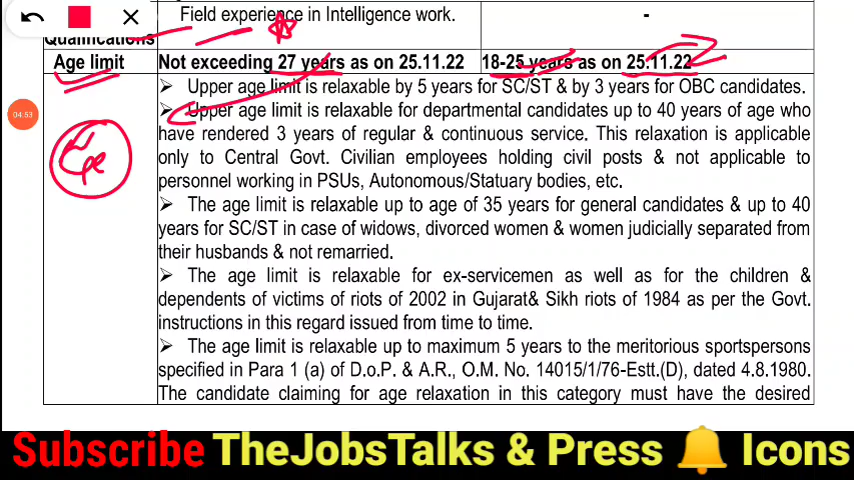 Field experience in Intelligence work.
-
Qualifications
Age limit
Not exceeding 27 years as on 25.11.22
18-25 years as on 25.11.22
➢ Upper age limit is relaxable by 5 years for SC/ST & by 3 years for OBC candidates.
➢ Upper age limit is relaxable for departmental candidates up to 40 years of age who
have rendered 3 years of regular & continuous service. This relaxation is applicable
only to Central Govt. Civilian employees holding civil posts & not applicable to
personnel working in PSUs, Autonomous/Statuary bodies, etc.
➢ The age limit is relaxable up to age of 35 years for general candidates & up to 40
years for SC/ST in case of widows, divorced women & women judicially separated from
their husbands & not remarried.
➢ The age limit is relaxable for ex-servicemen as well as for the children &
dependents of victims of riots of 2002 in Gujarat& Sikh riots of 1984 as per the Govt.
instructions in this regard issued from time to time.
➢ The age limit is relaxable up to maximum 5 years to the meritorious sportspersons
specified in Para 1 (a) of D.o.P & A.R., O.M. No. 14015/1/76-Estt.(D), dated 4.8.1980.
The candidate claiming for age relaxation in this category must have the desired
04:53
Subscribe TheJobsTalks & Press 🔔 Icons